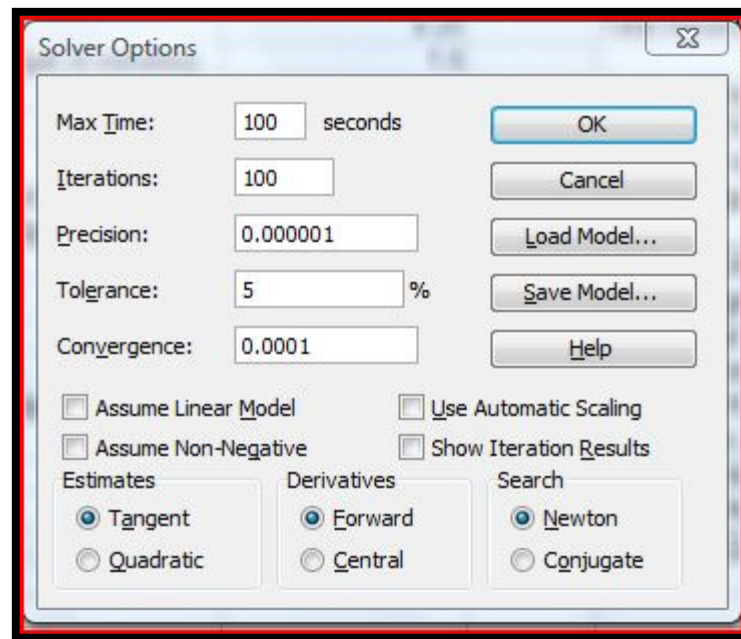 Solver Options
Max Time: 100 seconds OK
Iterations: 100 Cancel
Precision: 0.000001 Load Model...
Tolerance: 5 % Save Model...
Convergence: 0.0001 Help
Assume Linear Model Use Automatic Scaling
Assume Non-Negative Show Iteration Results
Estimates Derivatives Search
Tangent Forward Newton
Quadratic Central Conjugate